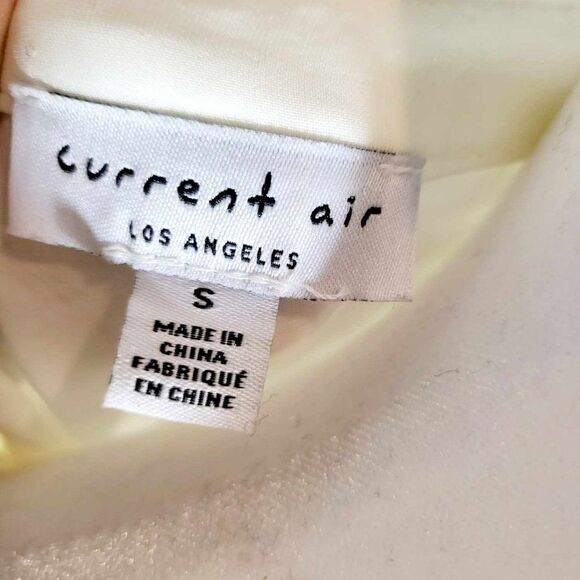 current air
LOS ANGELES
S
MADE IN
CHINA
FABRIQUÉ
EN CHINE